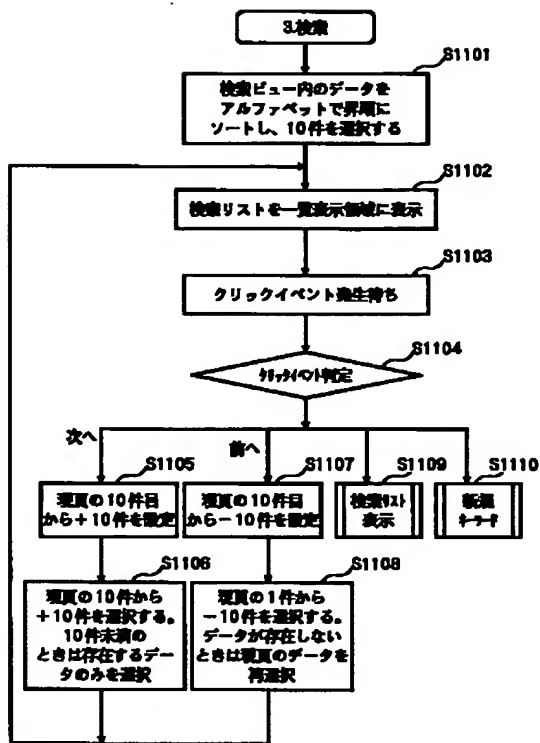 3.検索
S1101
検索ビュー内のデータを
アルファベットで昇順に
ソートし、10件を選択する
S1102
検索リストを一覧表示領域に表示
S1103
クリックイベント発生待ち
S1104
クリックイベント判定
次へ
前へ
S1105
現頁の10件目
から+10件を設定
S1107
現頁の10件目
から−10件を設定
S1109
検索リスト
表示
S1110
新規
キーワード
S1106
現頁の10件から
+10件を選択する。
10件未満の
ときは存在するデー
タのみを選択
S1108
現頁の1件から
−10件を選択する。
データが存在しない
ときは現頁のデータを
再選択